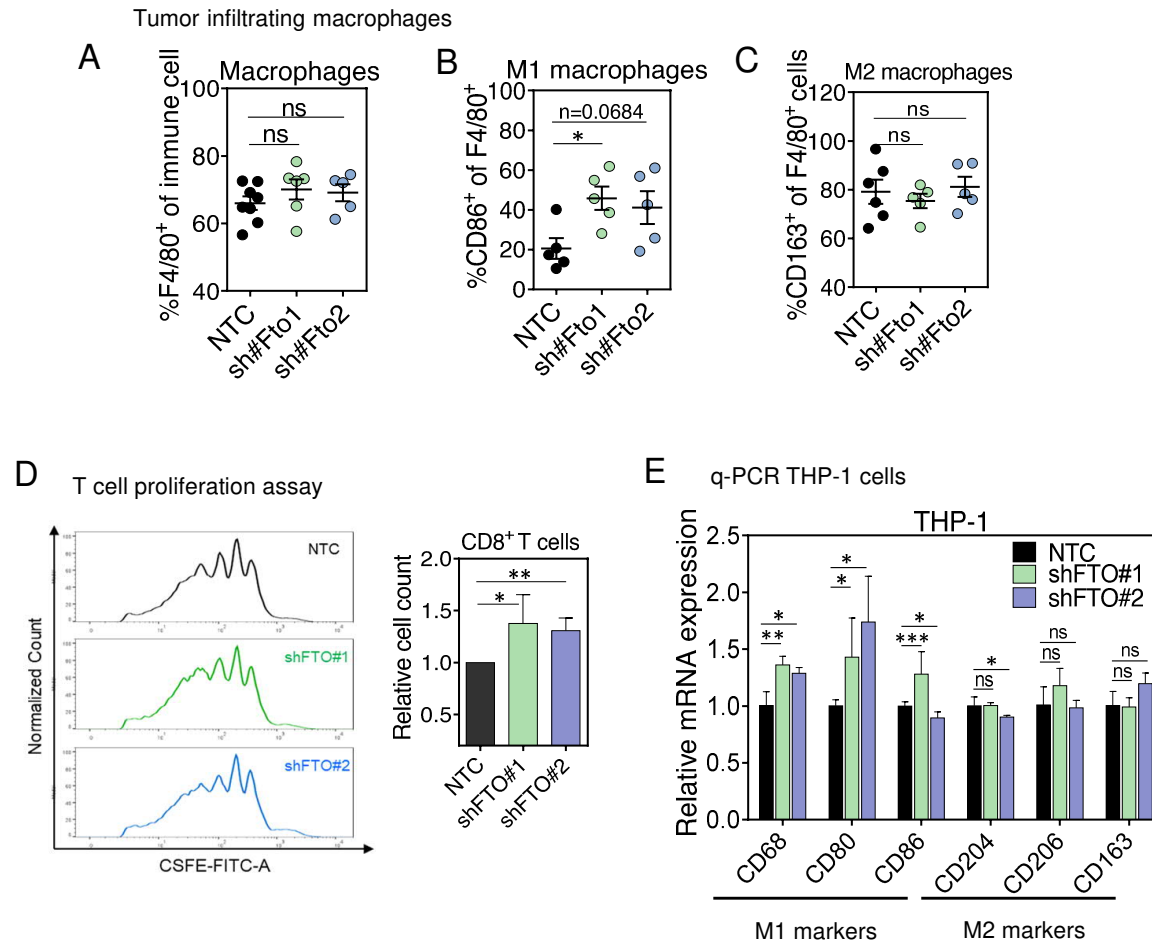 Tumor infiltrating macrophages
A
Macrophages
%F4/80⁺ of immune cell
100
80
60
40
ns
ns
NTC
sh#Fto1
sh#Fto2
B
M1 macrophages
%CD86⁺ of F4/80⁺
100
80
60
40
20
0
n=0.0684
*
NTC
sh#Fto1
sh#Fto2
C
M2 macrophages
%CD163⁺ of F4/80⁺ cells
120
100
80
60
40
ns
ns
NTC
sh#Fto1
sh#Fto2
D
T cell proliferation assay
Normalized Count
NTC
shFTO#1
shFTO#2
CSFE-FITC-A
CD8⁺ T cells
Relative cell count
2.0
1.5
1.0
0.5
**
*
NTC
shFTO#1
shFTO#2
E
q-PCR THP-1 cells
THP-1
Relative mRNA expression
2.5
2.0
1.5
1.0
0.5
0.0
NTC
shFTO#1
shFTO#2
*
**
*
*
*
***
*
ns
ns
ns
ns
ns
CD68
CD80
CD86
CD204
CD206
CD163
M1 markers
M2 markers